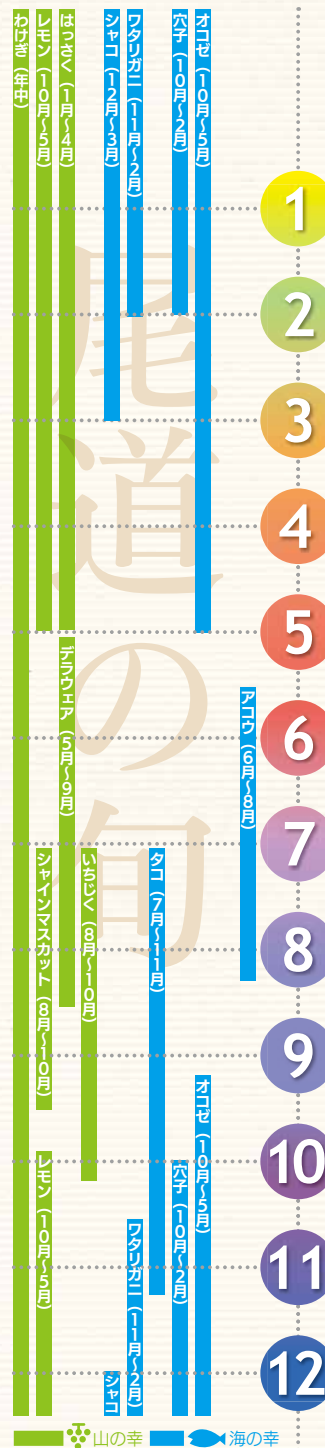 尾道の旬
1
2
3
4
5
6
7
8
9
10
11
12
オコゼ（10月～5月）
穴子（10月～2月）
ワタリガニ（11月～2月）
シャコ（12月～3月）
はっさく（1月～4月）
レモン（10月～5月）
わけぎ（年中）
アコウ（6月～8月）
タコ（7月～11月）
いちじく（8月～10月）
デラウェア（5月～9月）
シャインマスカット（8月～10月）
オコゼ（10月～5月）
穴子（10月～2月）
ワタリガニ（11月～2月）
シャコ
レモン（10月～5月）
山の幸
海の幸